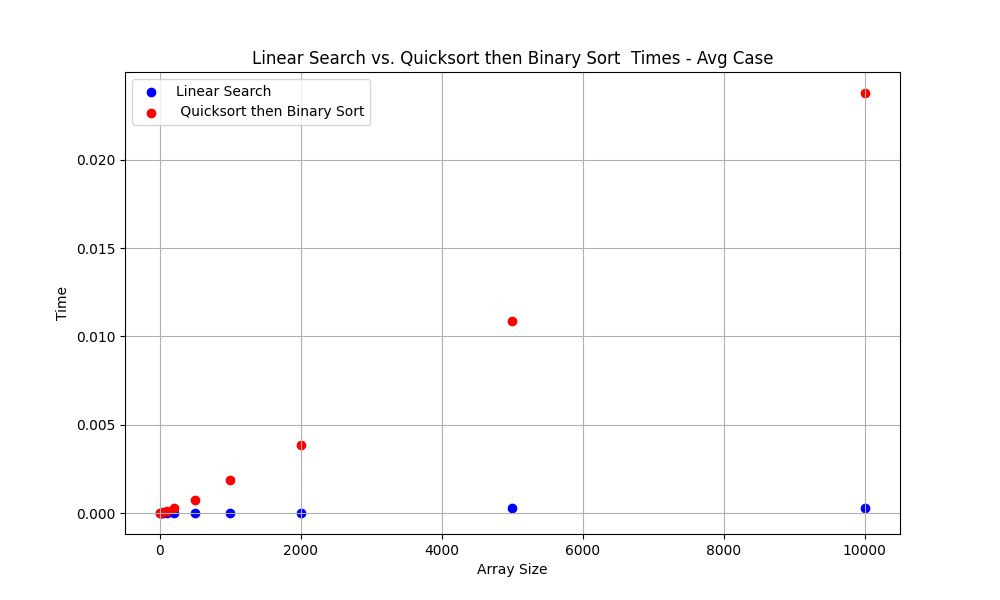 Linear Search vs. Quicksort then Binary Sort  Times - Avg Case
Linear Search
Quicksort then Binary Sort
0.020
0.015
0.010
0.005
0.000
Time
0 2000 4000 6000 8000 10000
Array Size